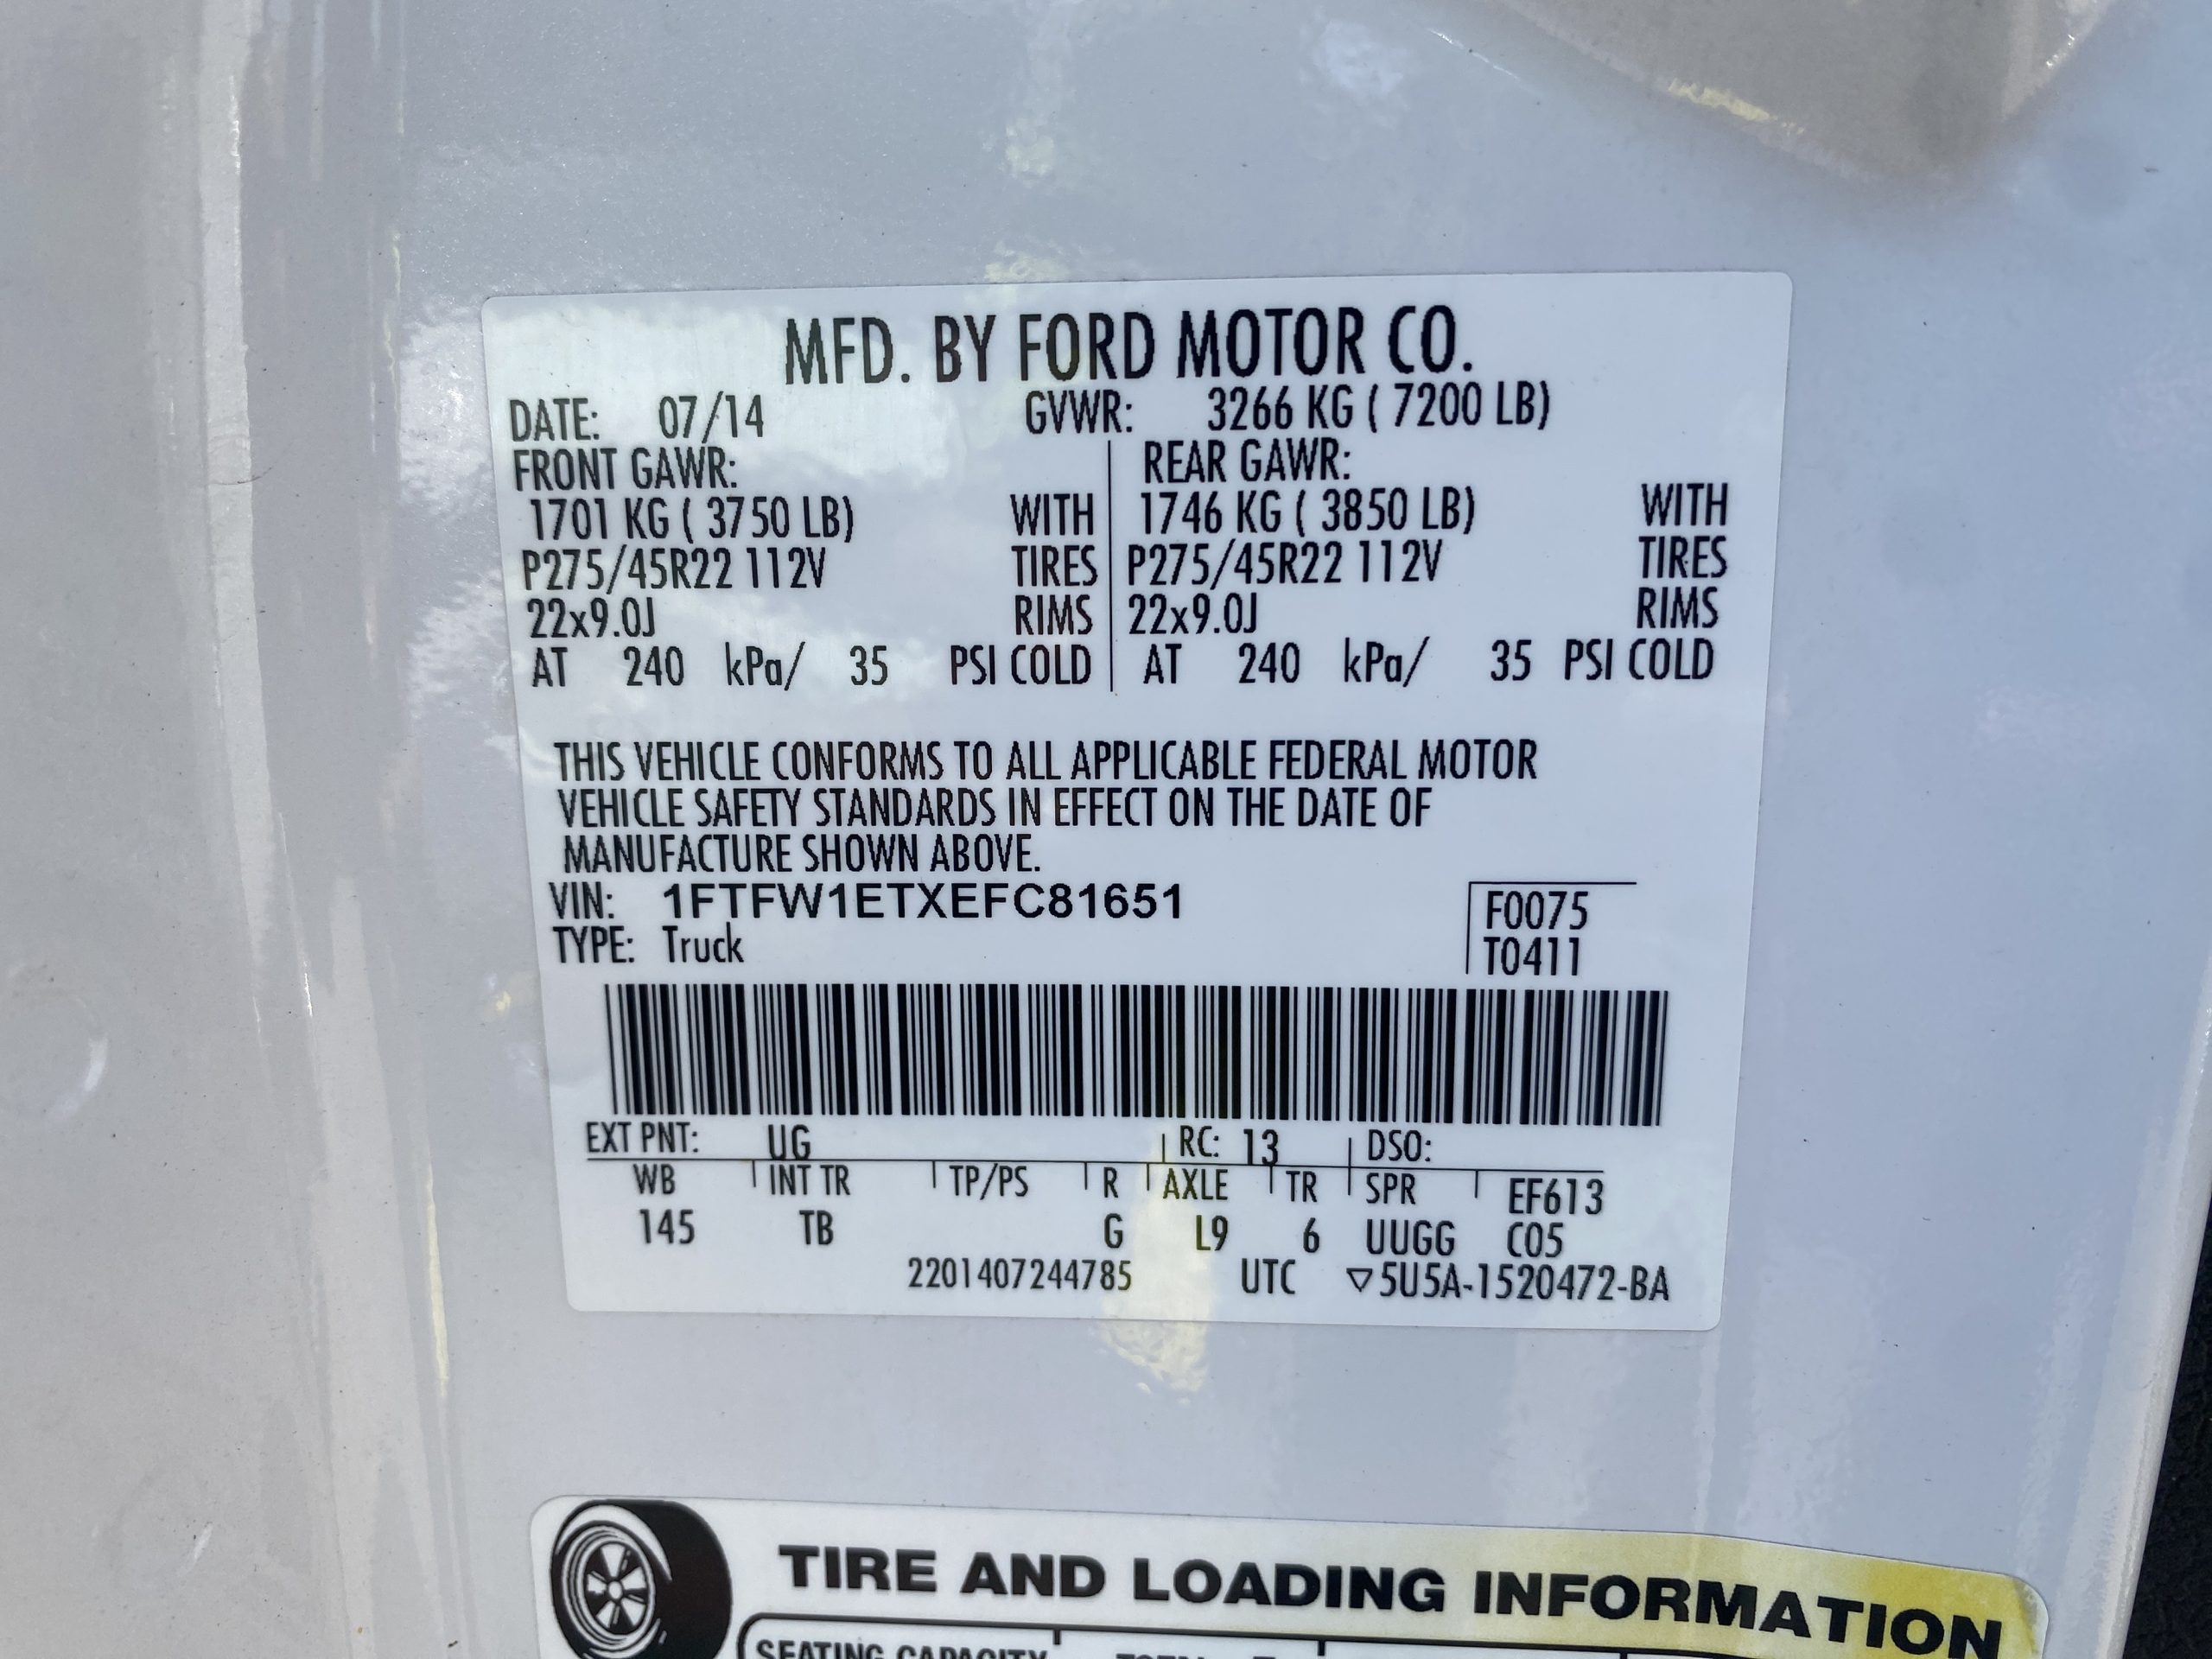 MFD. BY FORD MOTOR CO.
DATE: 07/14 GVWR: 3266 KG ( 7200 LB)
FRONT GAWR: REAR GAWR:
1701 KG ( 3750 LB) WITH 1746 KG ( 3850 LB) WITH
P275/45R22 112V TIRES P275/45R22 112V TIRES
22x9.0J RIMS 22x9.0J RIMS
AT 240 kPa/ 35 PSI COLD AT 240 kPa/ 35 PSI COLD
THIS VEHICLE CONFORMS TO ALL APPLICABLE FEDERAL MOTOR
VEHICLE SAFETY STANDARDS IN EFFECT ON THE DATE OF
MANUFACTURE SHOWN ABOVE.
VIN: 1FTFW1ETXEFC81651 F0075
TYPE: Truck T0411
EXT PNT: UG RC: 13 DSO:
WB INT TR TP/PS R AXLE TR SPR EF613
145 TB G L9 6 UUGG C05
2201407244785 UTC ▽5U5A-1520472-BA
TIRE AND LOADING INFORMATION
SEATING CAPACITY